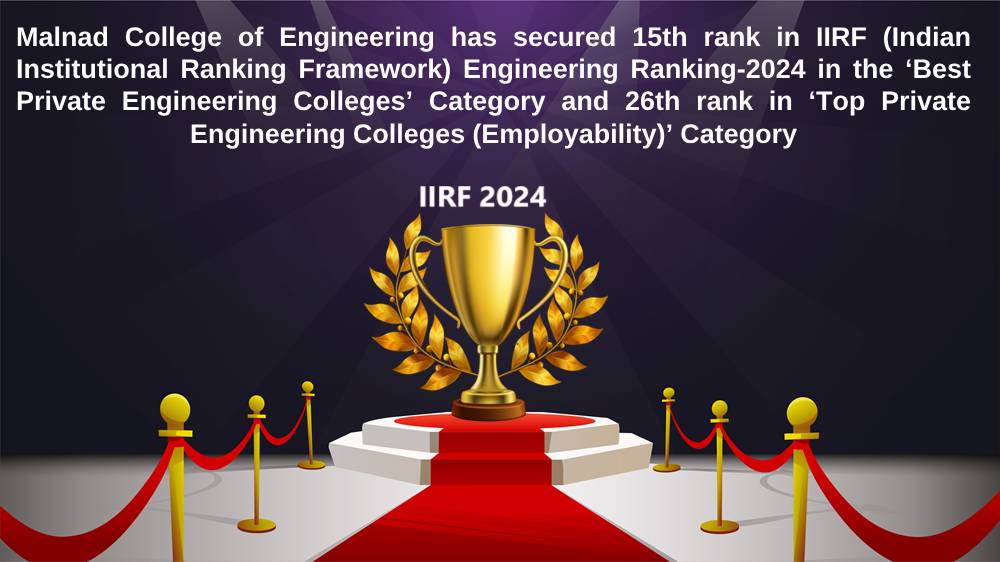 Malnad College of Engineering has secured 15th rank in IIRF (Indian
Institutional Ranking Framework) Engineering Ranking-2024 in the ‘Best
Private Engineering Colleges’ Category and 26th rank in ‘Top Private
Engineering Colleges (Employability)’ Category
IIRF 2024